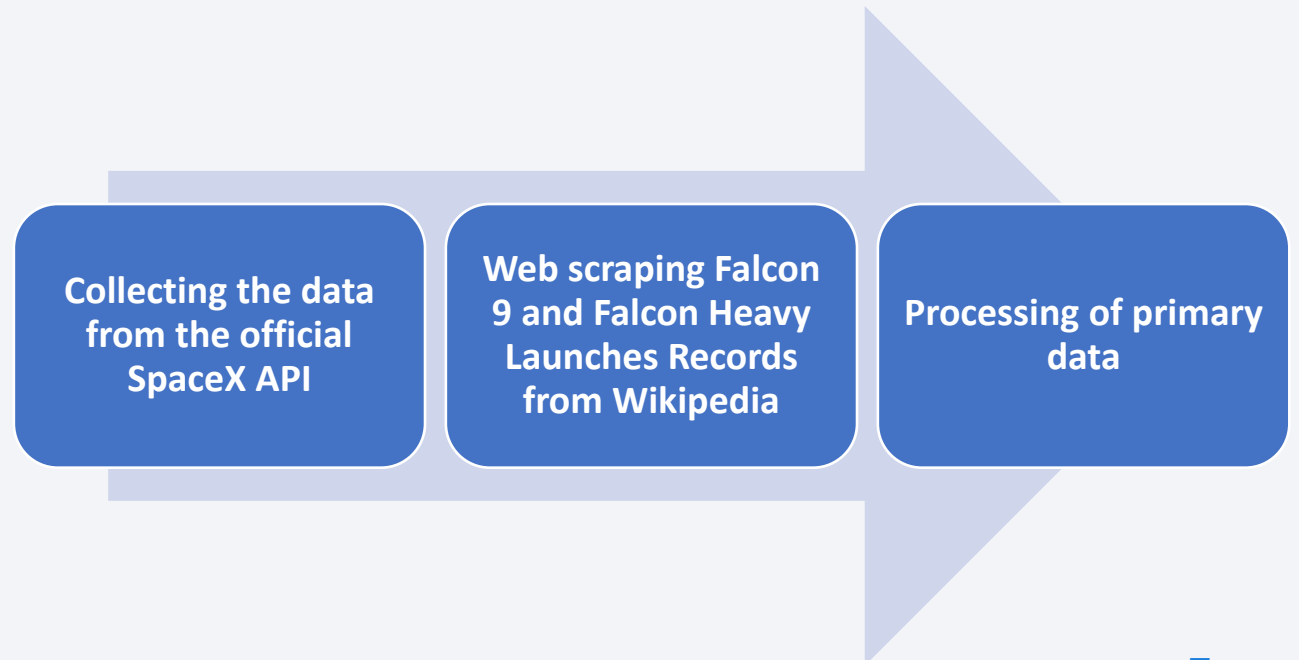 Collecting the data
from the official
SpaceX API
Web scraping Falcon
9 and Falcon Heavy
Launches Records
from Wikipedia
Processing of primary
data